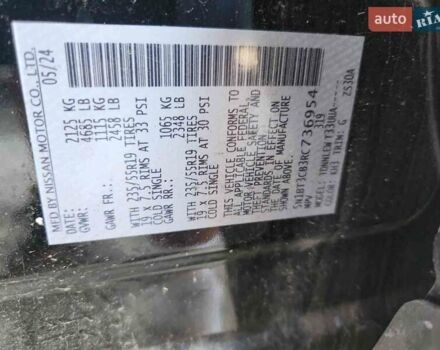 auto RIA
MFD BY NISSAN MOTOR CO., LTD.
05/24
GVWR: 2125 KG
4685 LB
GAWR FR.: 1115 KG
2458 LB
WITH 235/55R19 TIRES
19 X 7.5 RIMS AT 33 PSI
COLD SINGLE
GAWR RR.: 1065 KG
2348 LB
WITH 235/55R19 TIRES
19 X 7.5 RIMS AT 30 PSI
COLD SINGLE
THIS VEHICLE CONFORMS TO
ALL APPLICABLE FEDERAL
MOTOR VEHICLE SAFETY AND
THEFT PREVENTION
STANDARDS IN EFFECT ON
THE DATE OF MANUFACTURE
5N1BT3CB3RC736954
MPV 319
MODEL:
COLOR: KH3 TRIM: G
ZS30A